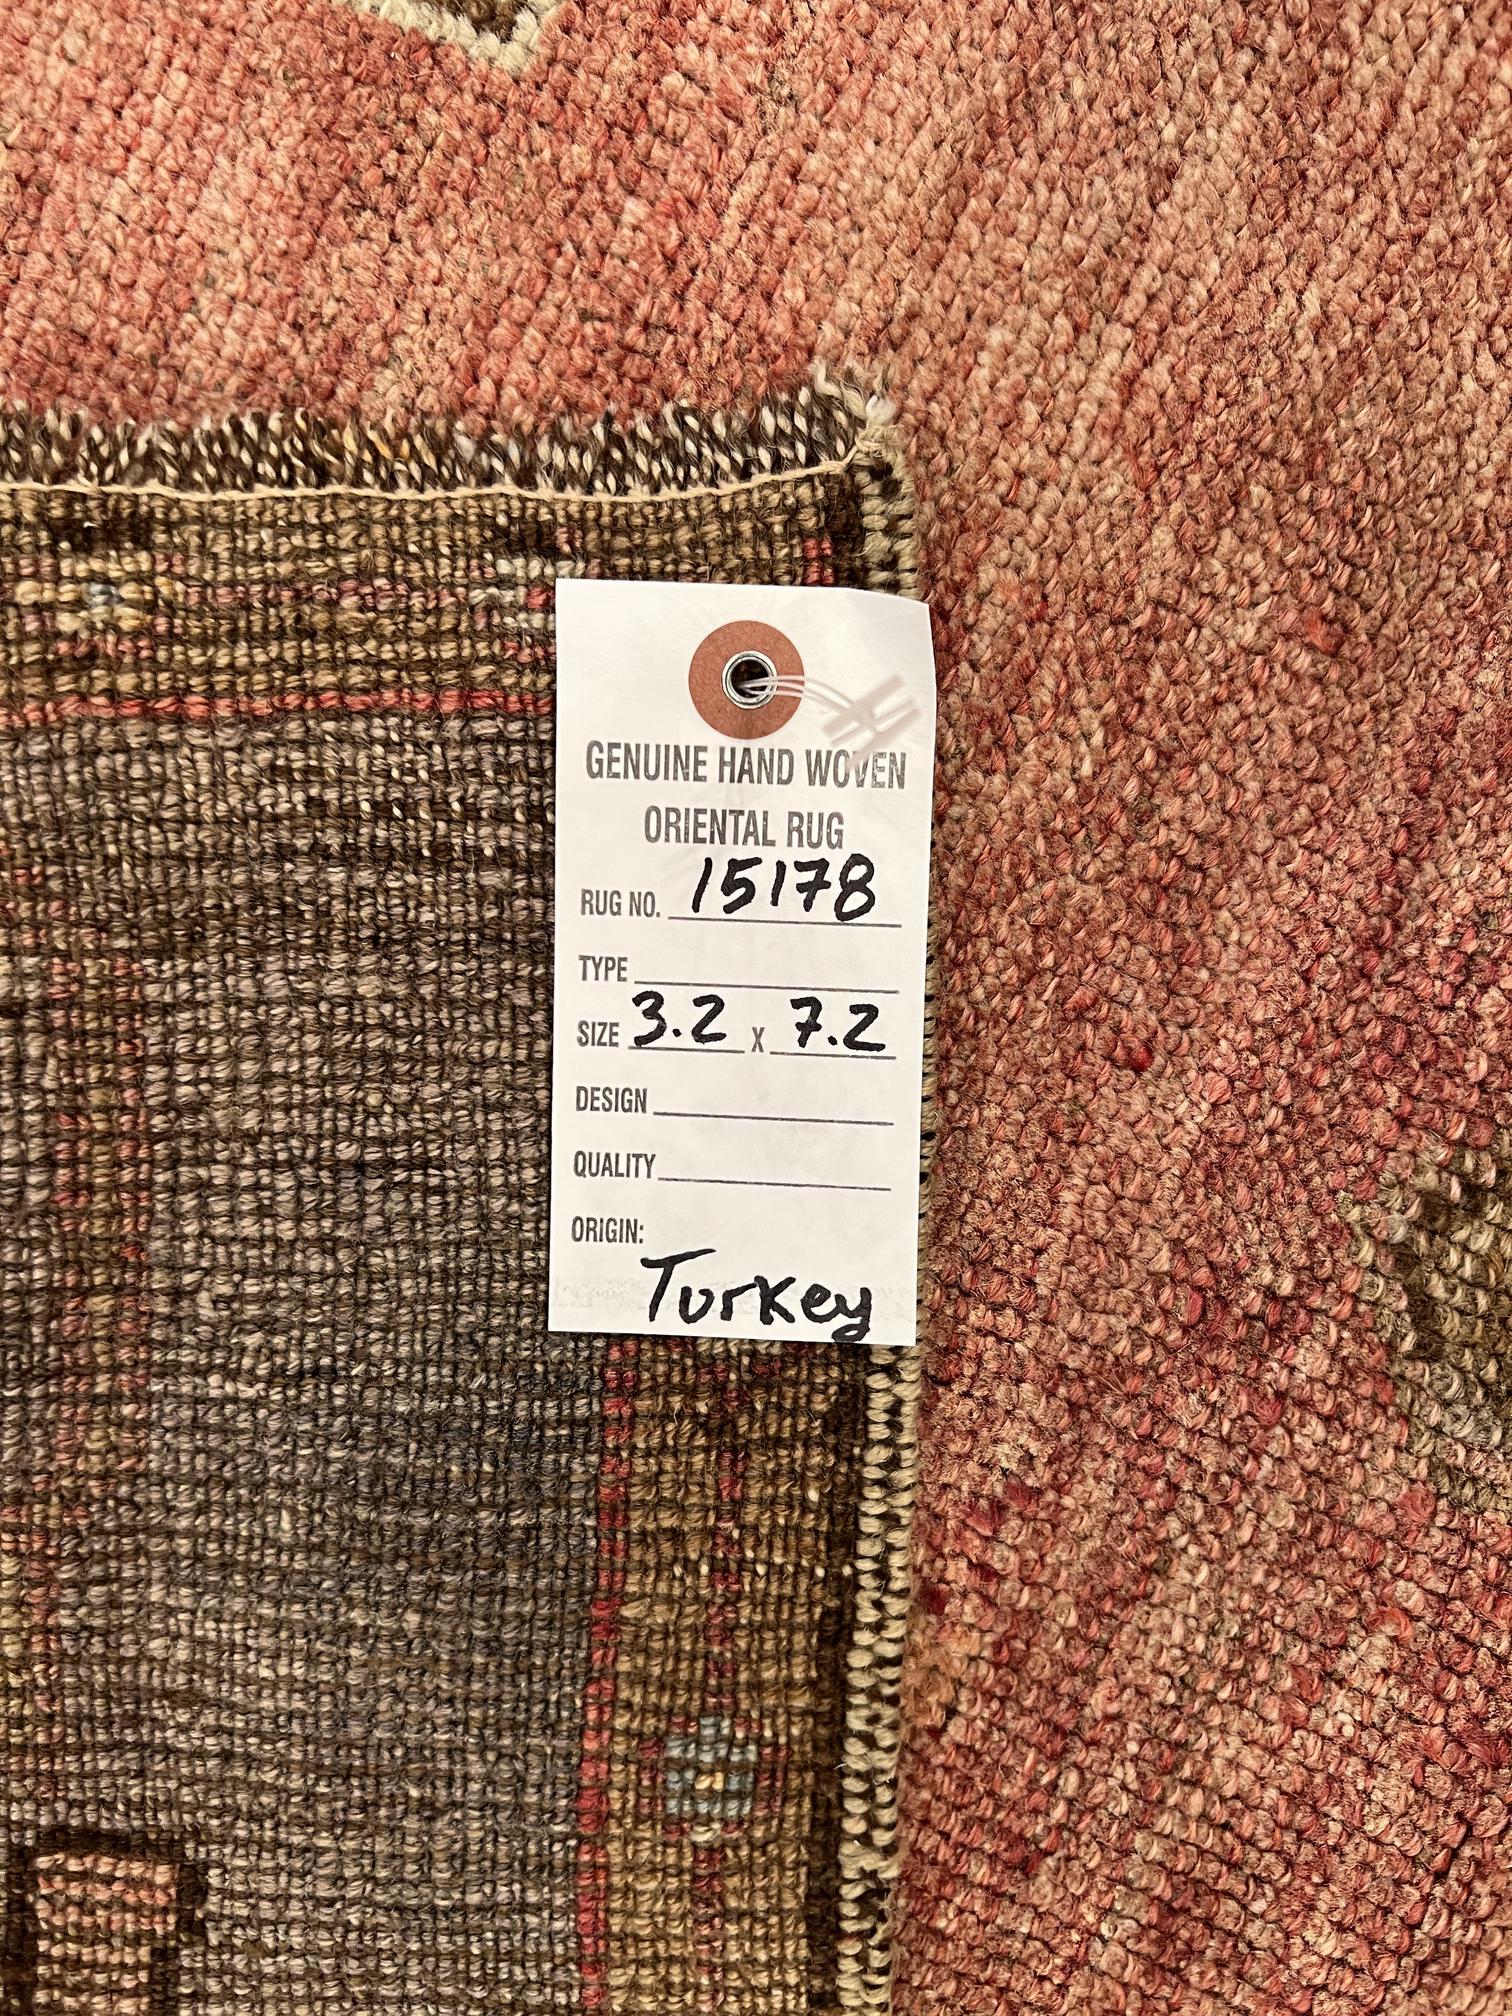 GENUINE HAND WOVEN
ORIENTAL RUG
RUG NO. 15178
TYPE
SIZE 3.2 X 7.2
DESIGN
QUALITY
ORIGIN:
Turkey